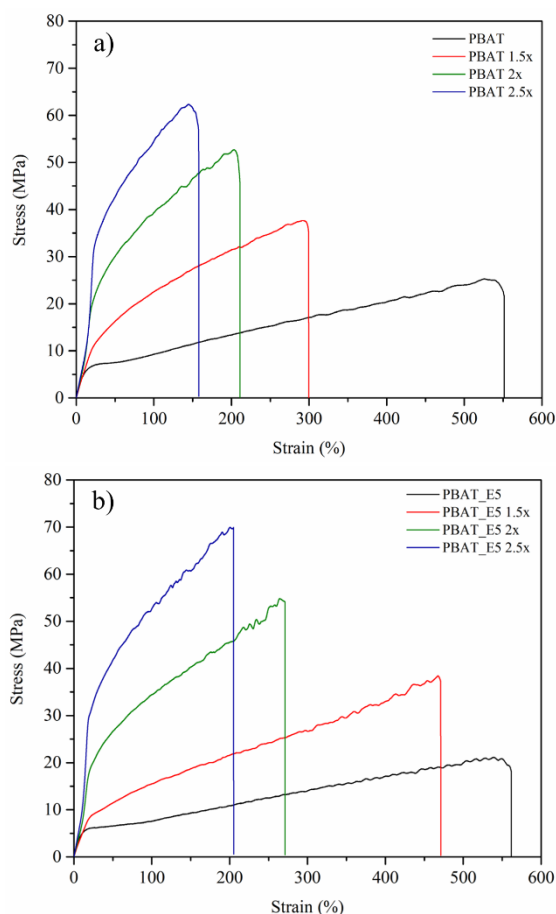 a)
PBAT
PBAT 1.5x
PBAT 2x
PBAT 2.5x
Stress (MPa)
80
70
60
50
40
30
20
10
0
0 100 200 300 400 500 600
Strain (%)
b)
PBAT_E5
PBAT_E5 1.5x
PBAT_E5 2x
PBAT_E5 2.5x
Stress (MPa)
80
70
60
50
40
30
20
10
0
0 100 200 300 400 500 600
Strain (%)